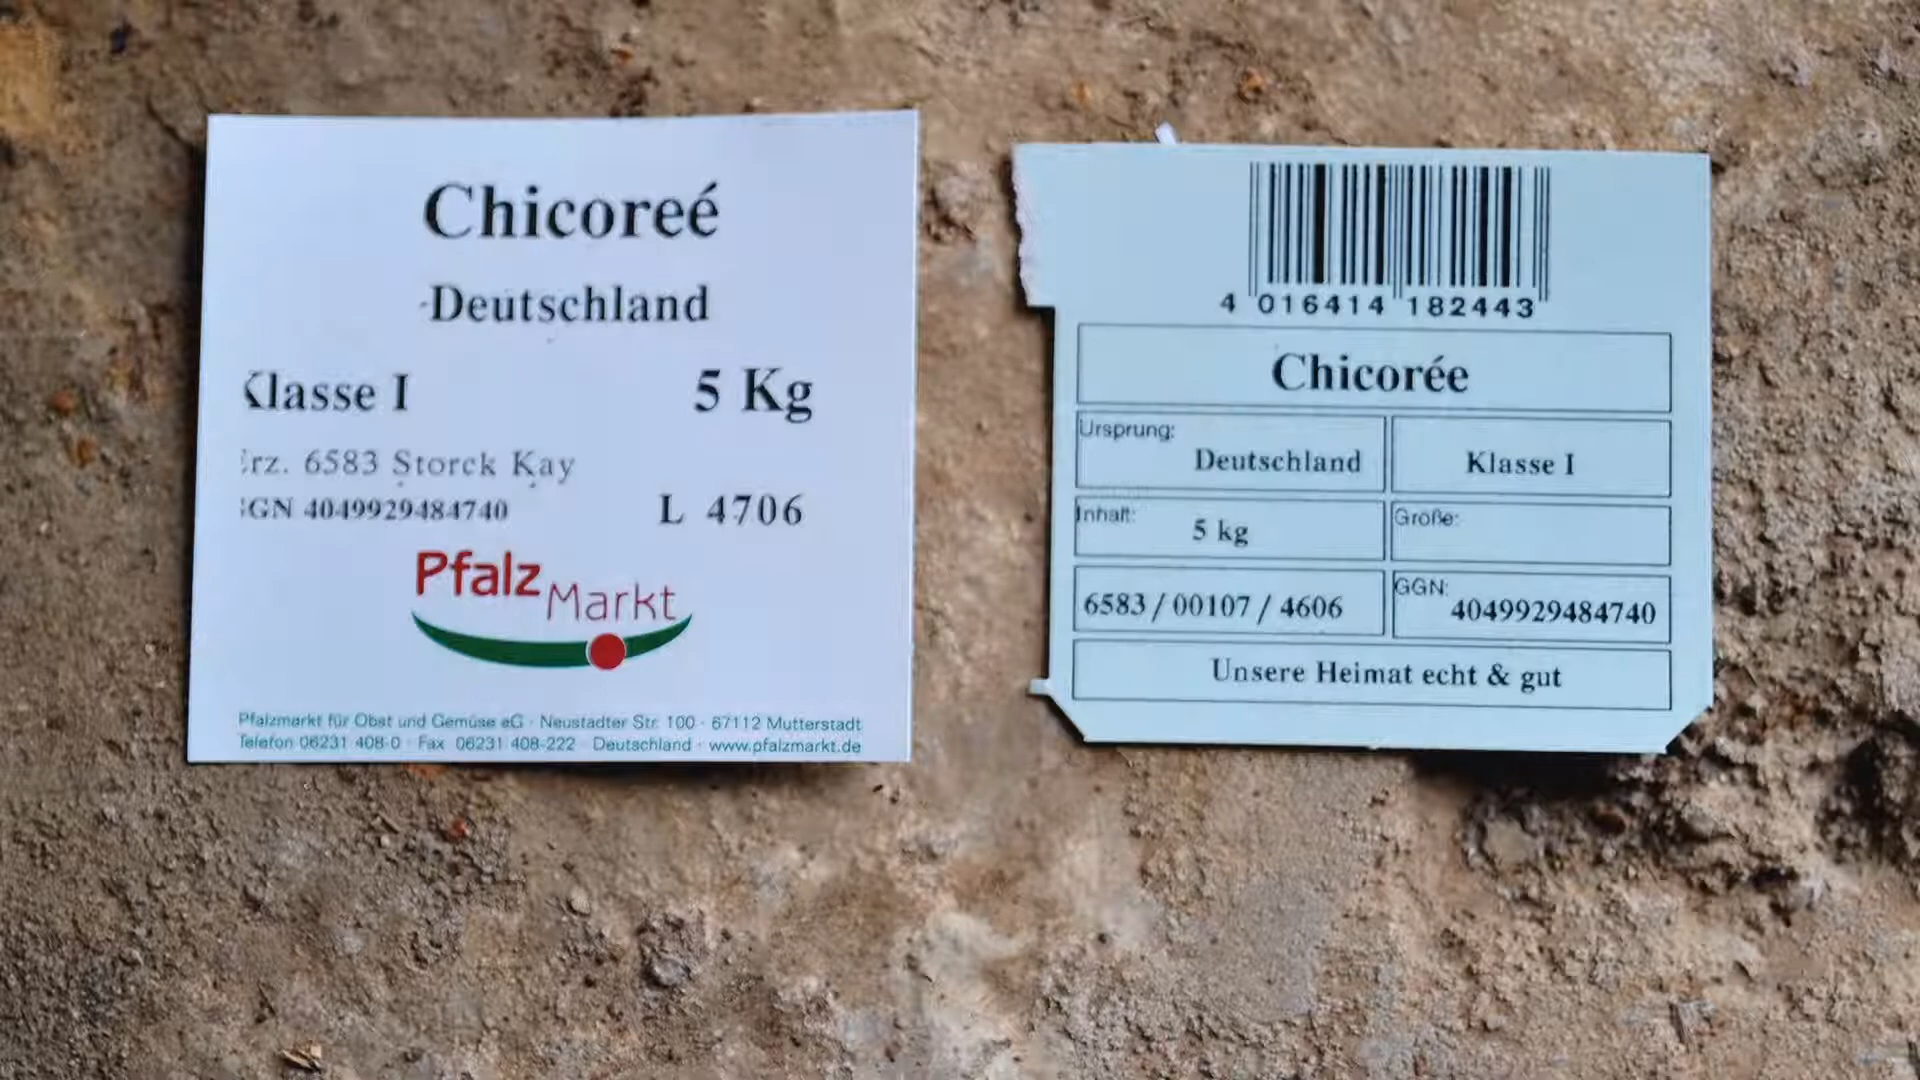 Chicoreé
Deutschland
Klasse I 5 Kg
Erz. 6583 Storck Kay
GGN 4049929484740 L 4706
Pfalz Markt
Pfalzmarkt für Obst und Gemüse eG · Neustadter Str. 100 · 67112 Mutterstadt
Telefon 06231 408-0 · Fax 06231 408-222 · Deutschland · www.pfalzmarkt.de
4 016414 182443
Chicorée
Ursprung: Deutschland Klasse I
Inhalt: 5 kg Größe:
6583 / 00107 / 4606 GGN: 4049929484740
Unsere Heimat echt & gut